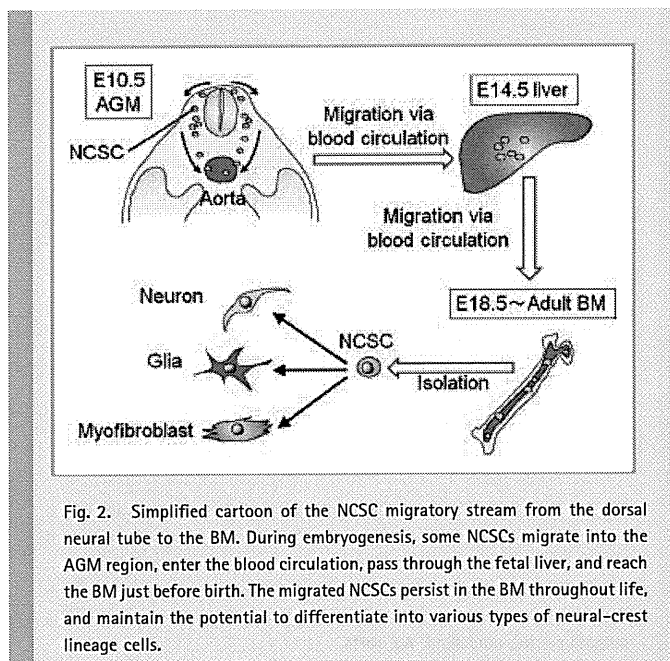 E10.5
AGM
NCSC
Aorta
Migration via
blood circulation
E14.5 liver
Migration via
blood circulation
E18.5~Adult BM
Neuron
Glia
Myofibroblast
NCSC
Isolation
Fig. 2. Simplified cartoon of the NCSC migratory stream from the dorsal
neural tube to the BM. During embryogenesis, some NCSCs migrate into the
AGM region, enter the blood circulation, pass through the fetal liver, and reach
the BM just before birth. The migrated NCSCs persist in the BM throughout life,
and maintain the potential to differentiate into various types of neural-crest
lineage cells.